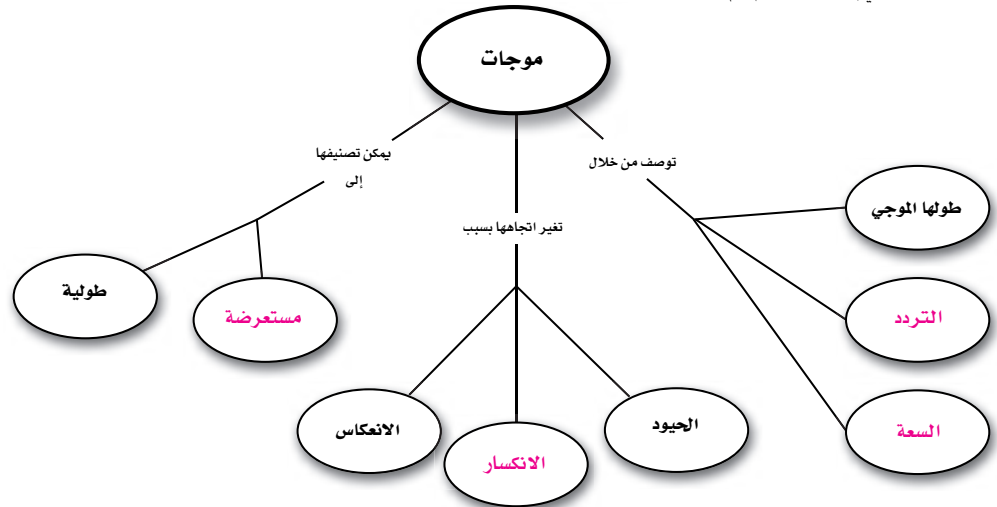 موجات
توصف من خلال
يمكن تصنيفها
إلى
تغير اتجاهها بسبب
طولها الموجي
التردد
السعة
الحيود
الانكسار
الانعكاس
مستعرضة
طولية